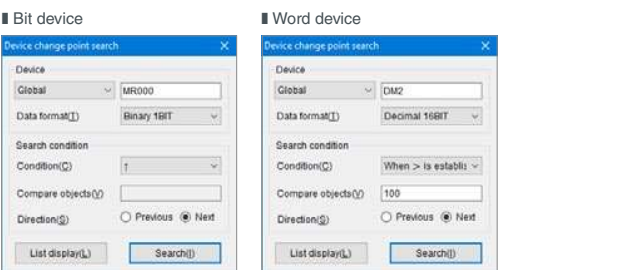 Bit device
Word device
Device change point search
Device
Global MR000
Data format(T) Binary 1BIT
Search condition
Condition(C) ↑
Compare objects(V)
Direction(S) Previous Next
List display(L) Search(I)
Device change point search
Device
Global DM2
Data format(T) Decimal 16BIT
Search condition
Condition(C) When > is establi:
Compare objects(V) 100
Direction(S) Previous Next
List display(L) Search(I)